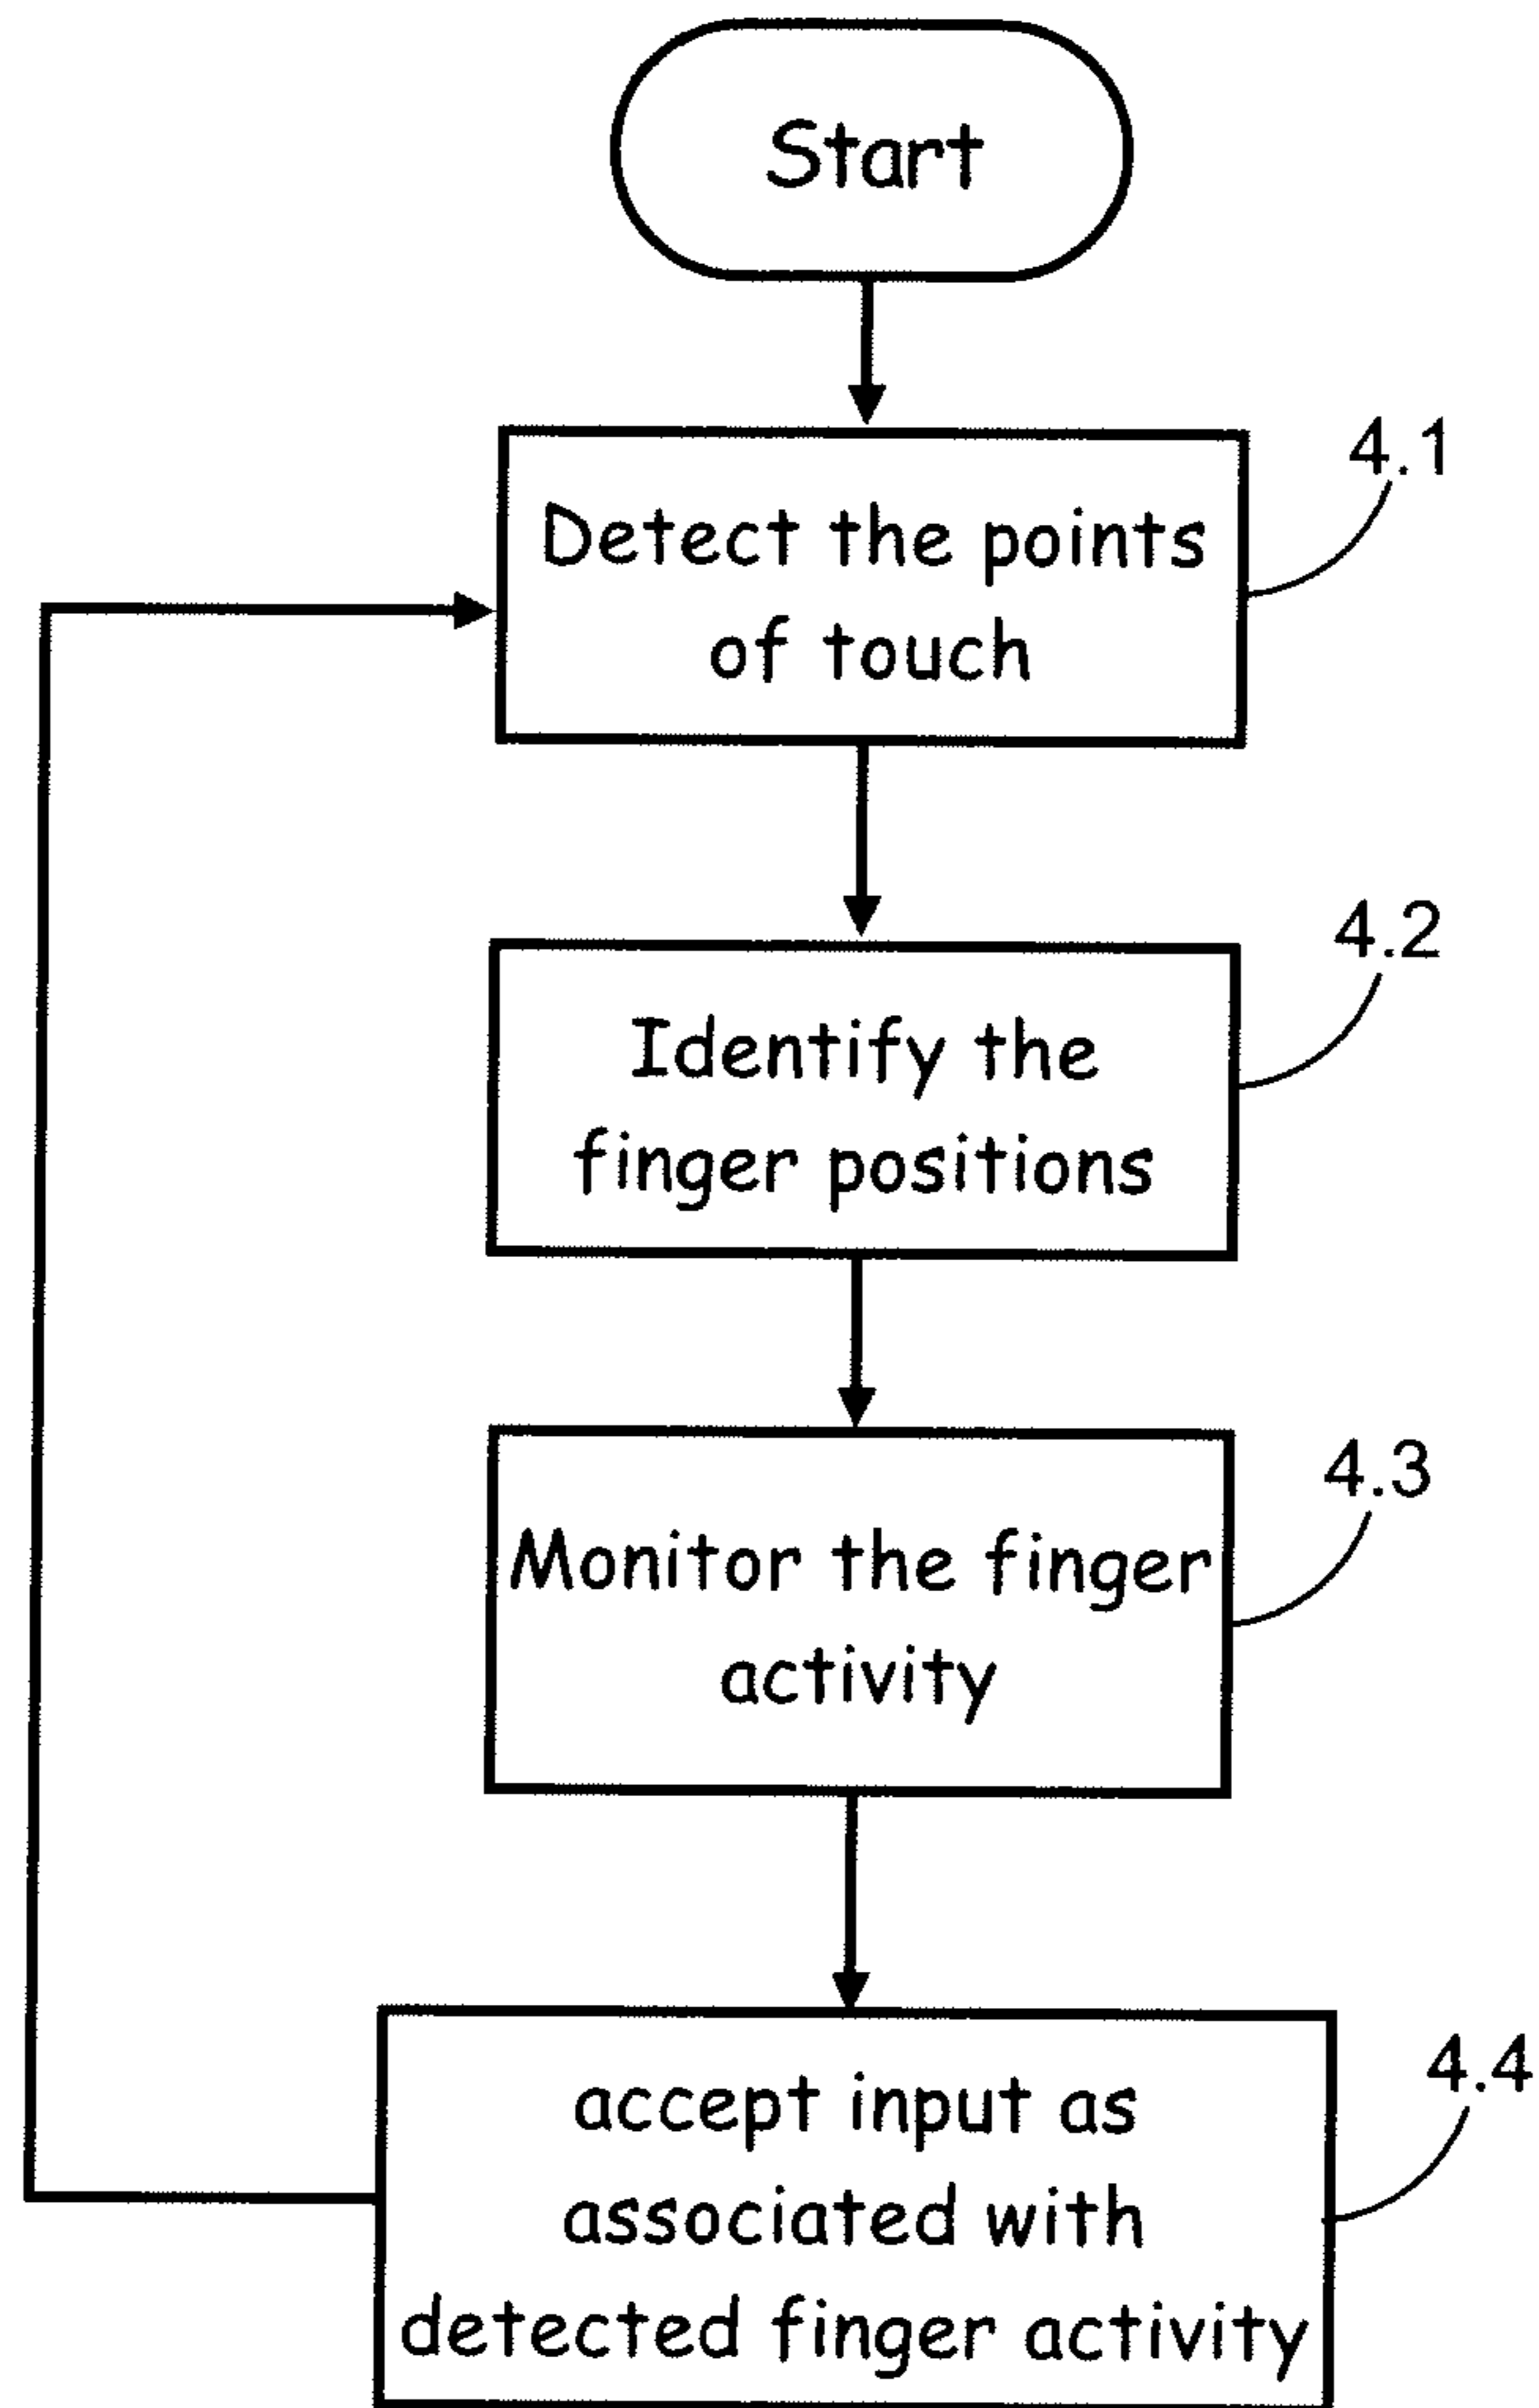 Start
4.1
Detect the points
of touch
4.2
Identify the
finger positions
4.3
Monitor the finger
activity
4.4
accept input as
associated with
detected finger activity